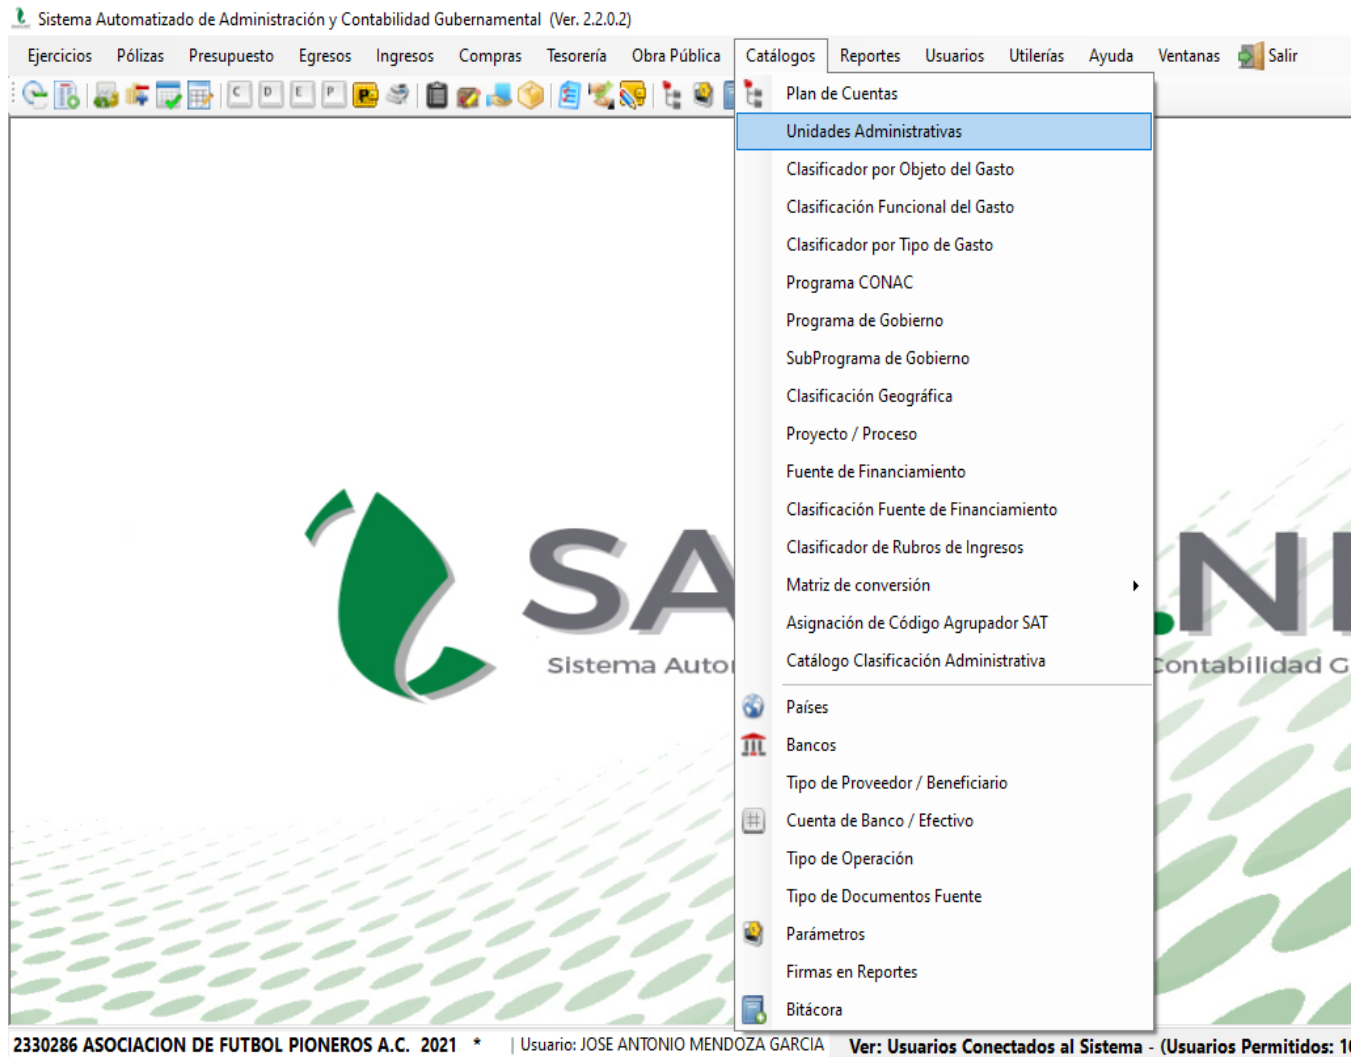 Sistema Automatizado de Administración y Contabilidad Gubernamental (Ver. 2.2.0.2)
Ejercicios Pólizas Presupuesto Egresos Ingresos Compras Tesorería Obra Pública Catálogos Reportes Usuarios Utilerías Ayuda Ventanas Salir
C D E P P
Plan de Cuentas
Unidades Administrativas
Clasificador por Objeto del Gasto
Clasificación Funcional del Gasto
Clasificador por Tipo de Gasto
Programa CONAC
Programa de Gobierno
SubPrograma de Gobierno
Clasificación Geográfica
Proyecto / Proceso
Fuente de Financiamiento
Clasificación Fuente de Financiamiento
Clasificador de Rubros de Ingresos
Matriz de conversión
Asignación de Código Agrupador SAT
Catálogo Clasificación Administrativa
Países
Bancos
Tipo de Proveedor / Beneficiario
Cuenta de Banco / Efectivo
Tipo de Operación
Tipo de Documentos Fuente
Parámetros
Firmas en Reportes
Bitácora
SA .N
Sistema Auto Contabilidad G
2330286 ASOCIACION DE FUTBOL PIONEROS A.C. 2021 * | Usuario: JOSE ANTONIO MENDOZA GARCIA Ver: Usuarios Conectados al Sistema - (Usuarios Permitidos: 1